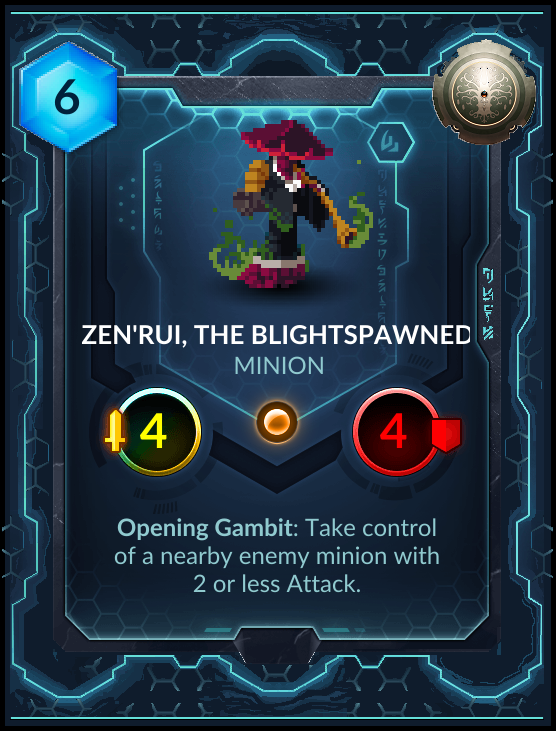 6
ZEN'RUI, THE BLIGHTSPAWNED
MINION
4 4
Opening Gambit: Take control
of a nearby enemy minion with
2 or less Attack.